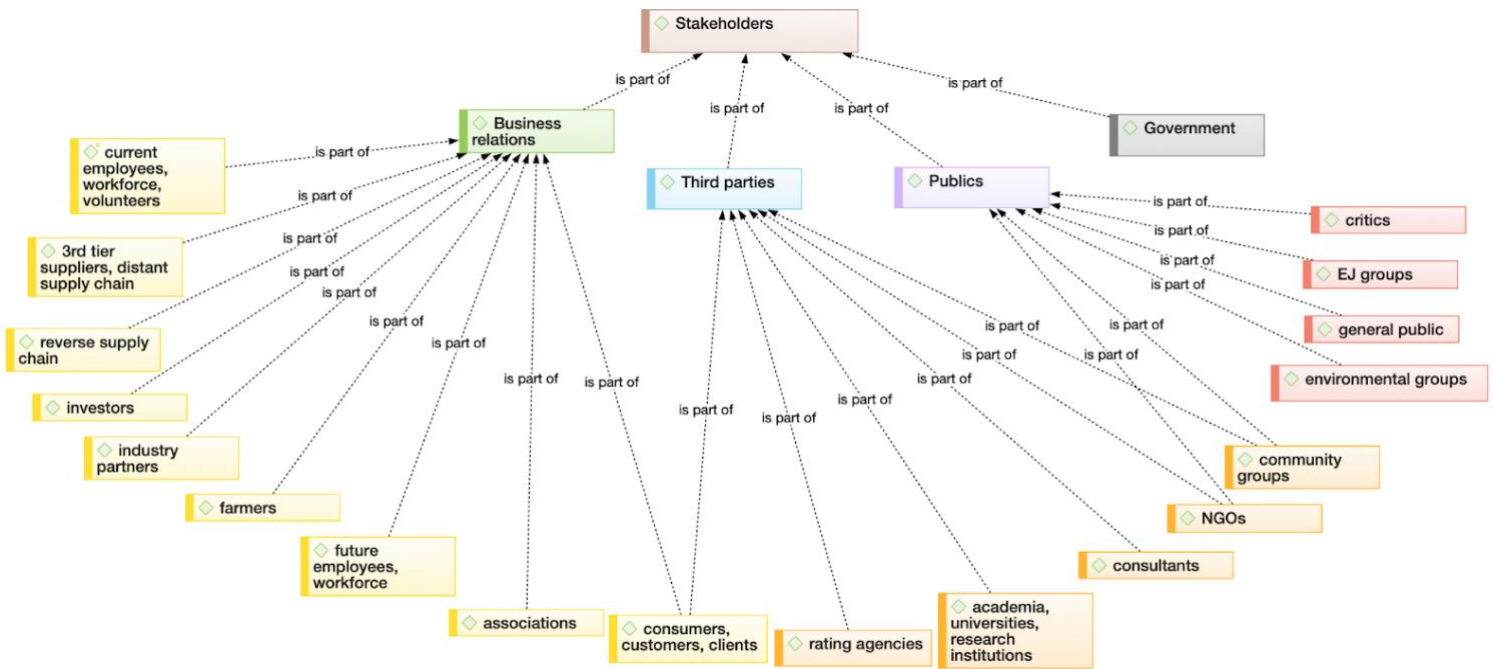 Stakeholders
is part of
is part of
is part of
is part of
Business
relations
Government
current
employees,
workforce,
volunteers
is part of
Third parties
Publics
is part of
is part of
critics
3rd tier
suppliers, distant
supply chain
is part of
is part of
EJ groups
is part of
is part of
is part of
is part of
general public
reverse supply
chain
is part of
is part of
is part of
is part of
is part of
is part of
is part of
environmental groups
investors
is part of
is part of
is part of
is part of
is part of
is part of
industry
partners
community
groups
farmers
NGOs
future
employees,
workforce
consultants
associations
consumers,
customers, clients
rating agencies
academia,
universities,
research
institutions